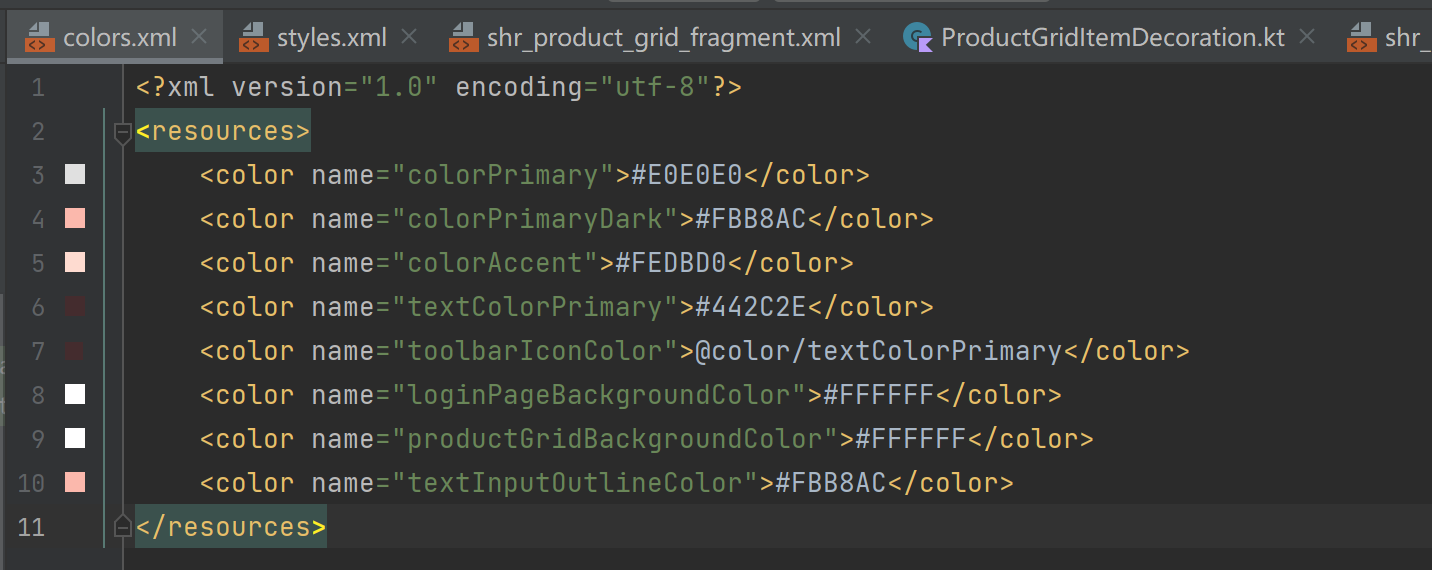 colors.xml styles.xml shr_product_grid_fragment.xml ProductGridItemDecoration.kt shr_
1 <?xml version="1.0" encoding="utf-8"?>
2 <resources>
3     <color name="colorPrimary">#E0E0E0</color>
4     <color name="colorPrimaryDark">#FBB8AC</color>
5     <color name="colorAccent">#FEDBD0</color>
6     <color name="textColorPrimary">#442C2E</color>
7     <color name="toolbarIconColor">@color/textColorPrimary</color>
8     <color name="loginPageBackgroundColor">#FFFFFF</color>
9     <color name="productGridBackgroundColor">#FFFFFF</color>
10     <color name="textInputOutlineColor">#FBB8AC</color>
11 </resources>